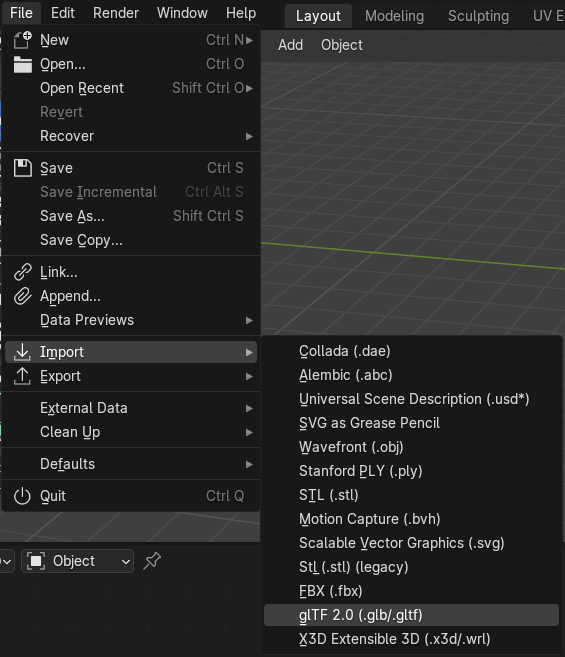 File Edit Render Window Help Layout Modeling Sculpting UV E
Add Object
New Ctrl N
Open... Ctrl O
Open Recent Shift Ctrl O
Revert
Recover
Save Ctrl S
Save Incremental Ctrl Alt S
Save As... Shift Ctrl S
Save Copy...
Link...
Append...
Data Previews
Import
Export
External Data
Clean Up
Defaults
Quit Ctrl Q
Collada (.dae)
Alembic (.abc)
Universal Scene Description (.usd*)
SVG as Grease Pencil
Wavefront (.obj)
Stanford PLY (.ply)
STL (.stl)
Motion Capture (.bvh)
Scalable Vector Graphics (.svg)
Stl (.stl) (legacy)
FBX (.fbx)
glTF 2.0 (.glb/.gltf)
X3D Extensible 3D (.x3d/.wrl)
Object